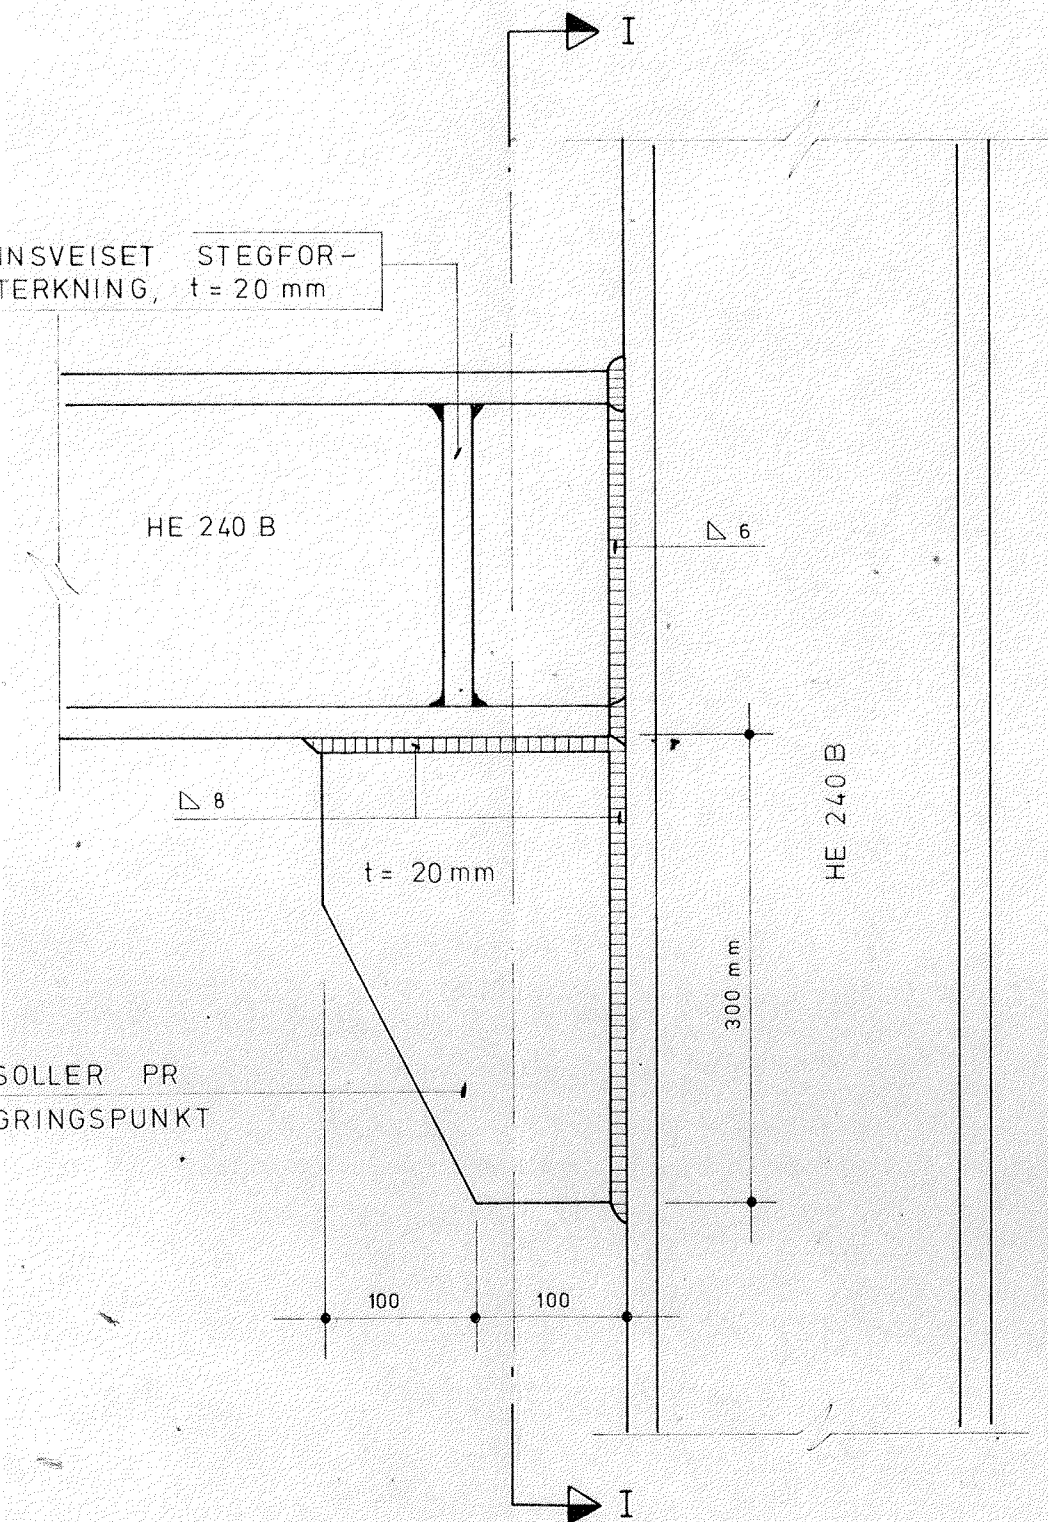 I
INSVEISET STEGFOR-
TERKNING, t = 20 mm
HE 240 B
6
8
t = 20 mm
HE 240 B
300 mm
SOLLER PR
GRINGSPUNKT
100
100
I